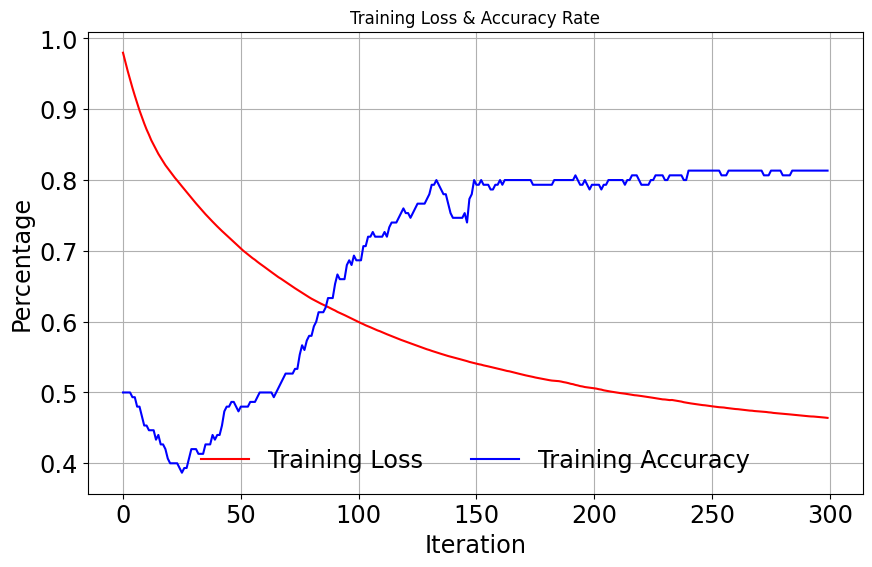 Training Loss & Accuracy Rate
1.0
0.9
0.8
0.7
0.6
0.5
0.4
Percentage
Training Loss
Training Accuracy
0 50 100 150 200 250 300
Iteration